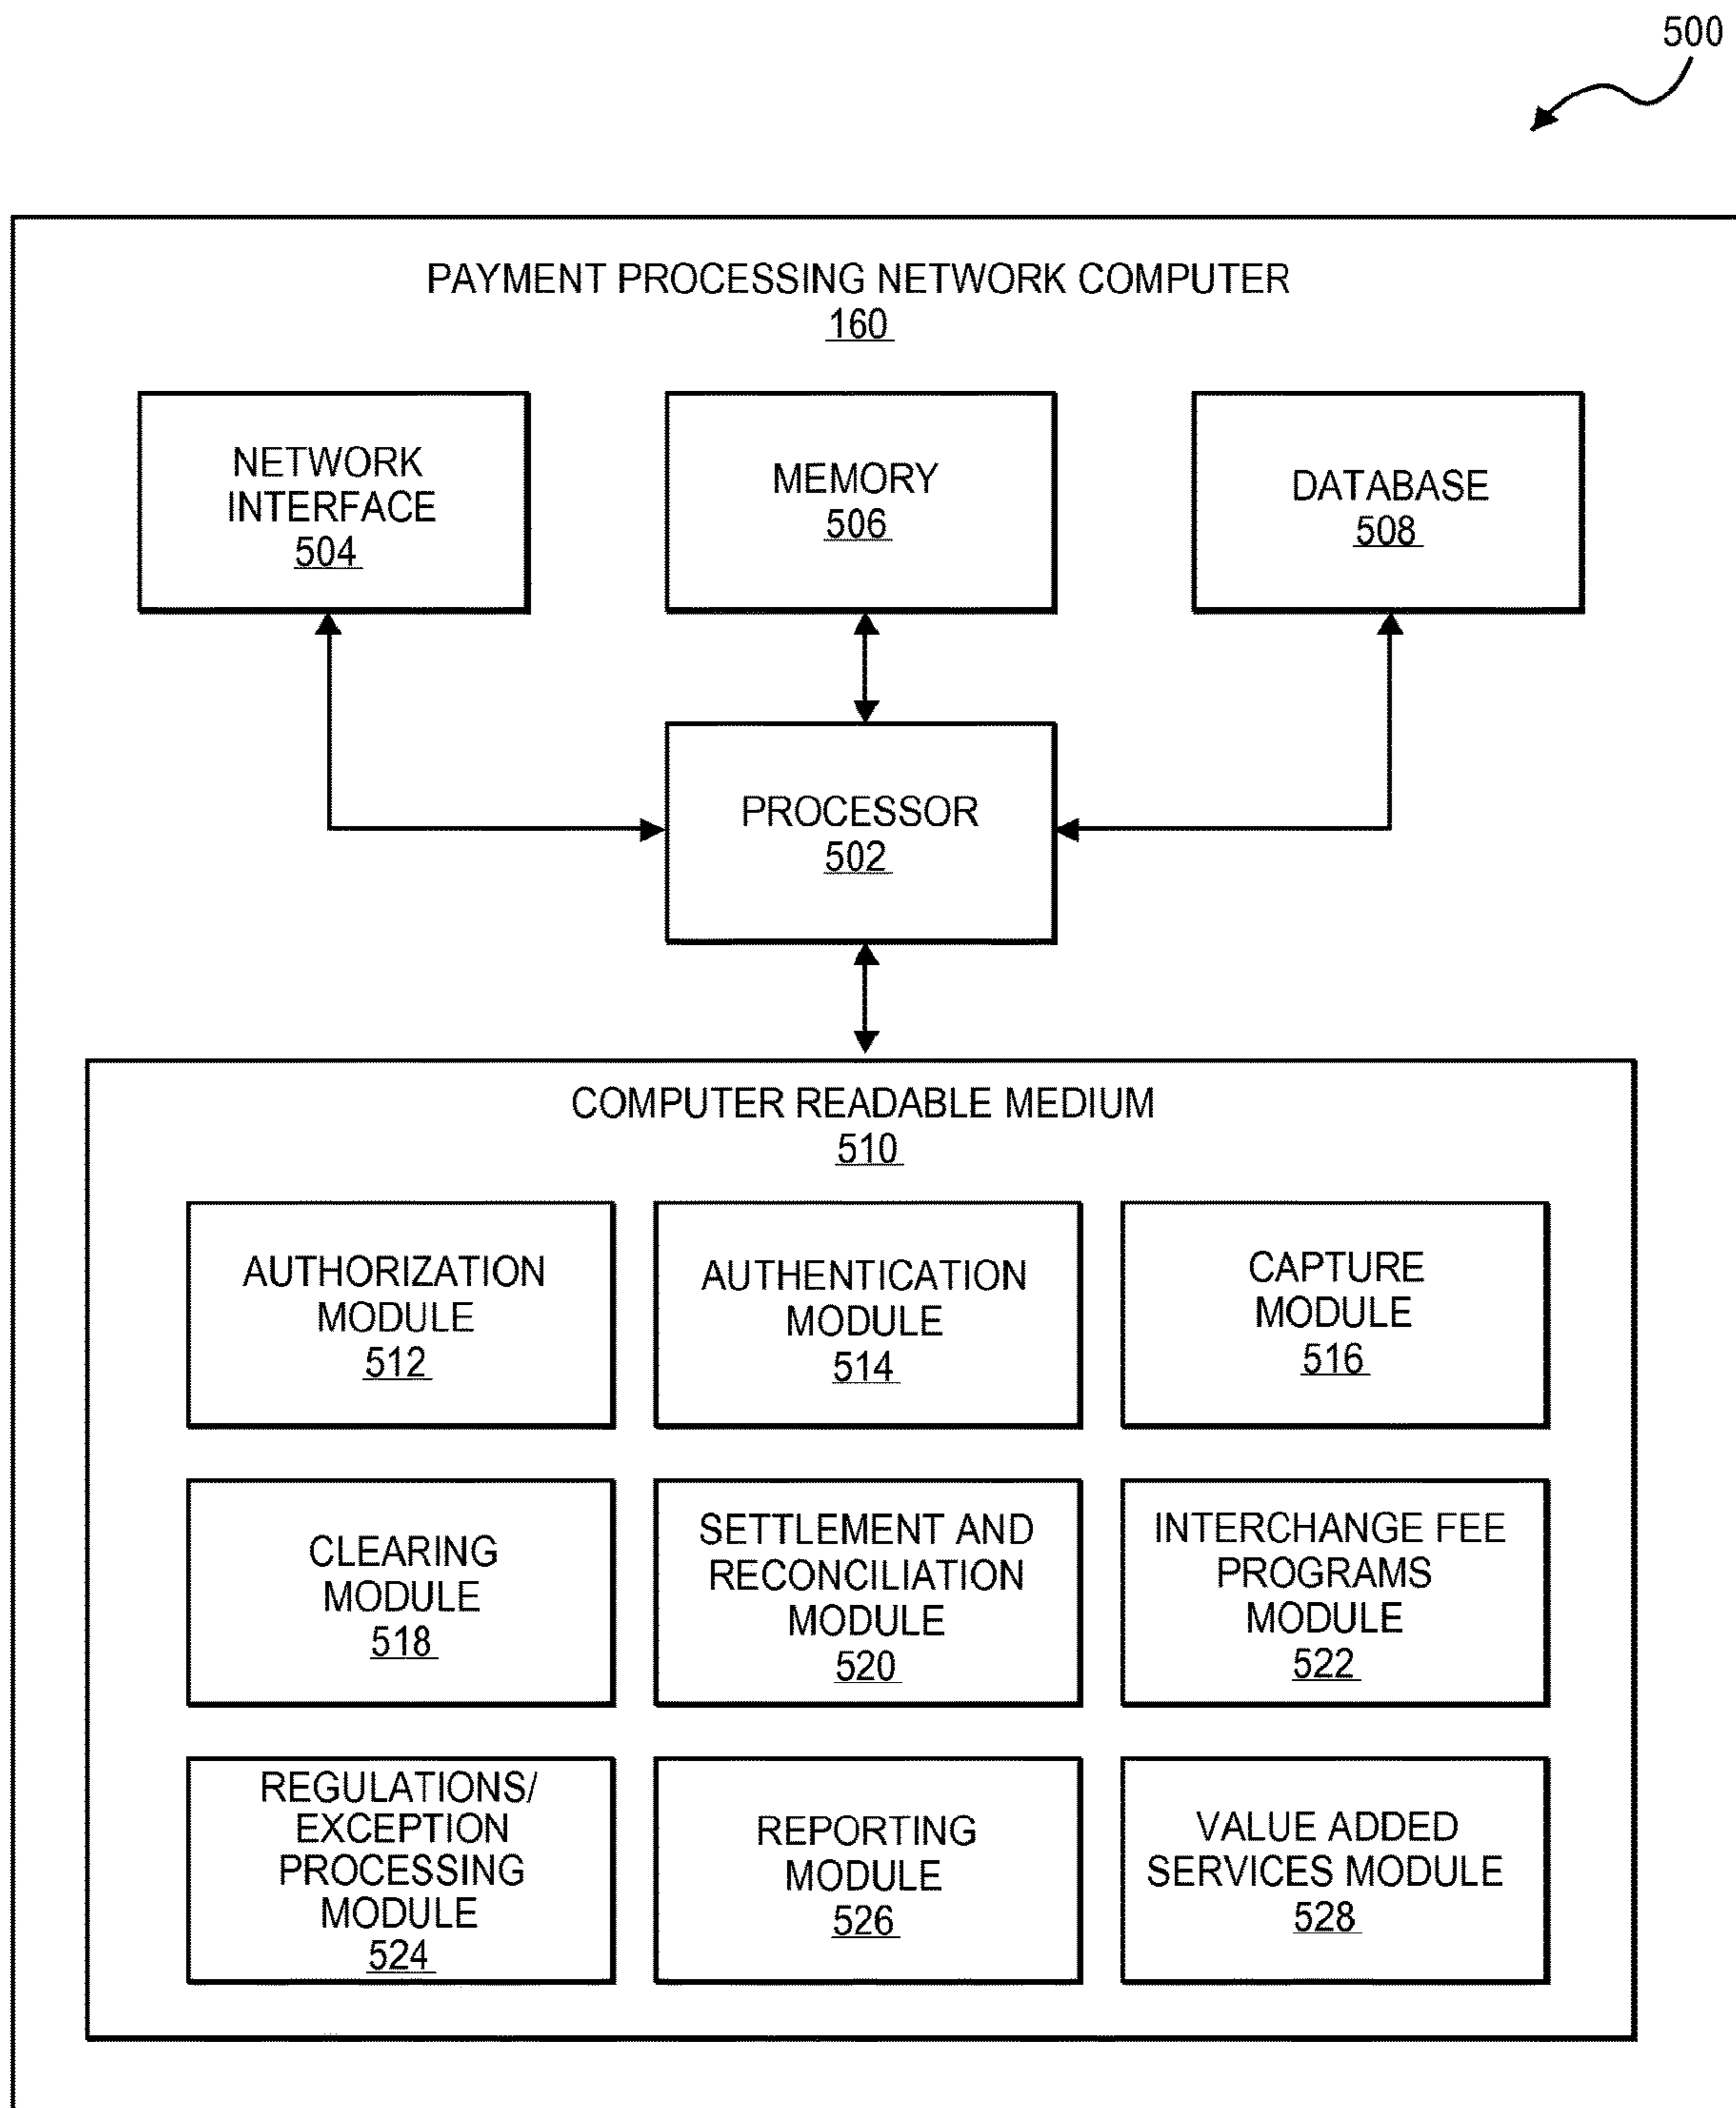 500
PAYMENT PROCESSING NETWORK COMPUTER
160
NETWORK
INTERFACE
504
MEMORY
506
DATABASE
508
PROCESSOR
502
COMPUTER READABLE MEDIUM
510
AUTHORIZATION
MODULE
512
AUTHENTICATION
MODULE
514
CAPTURE
MODULE
516
CLEARING
MODULE
518
SETTLEMENT AND
RECONCILIATION
MODULE
520
INTERCHANGE FEE
PROGRAMS
MODULE
522
REGULATIONS/
EXCEPTION
PROCESSING
MODULE
524
REPORTING
MODULE
526
VALUE ADDED
SERVICES MODULE
528